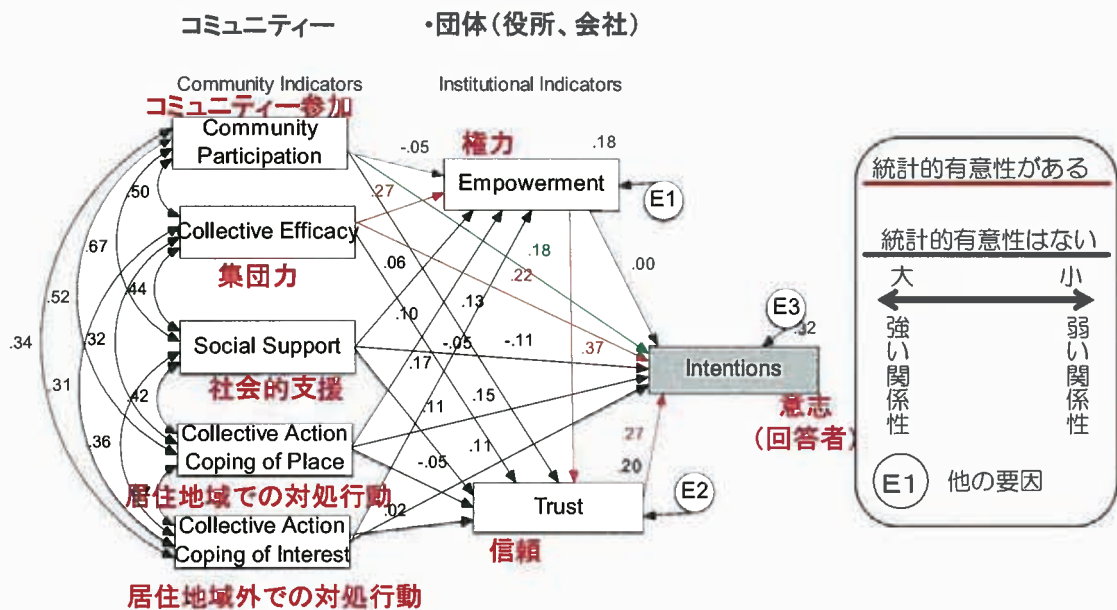 コミュニティー
・団体(役所、会社)
Community Indicators
Institutional Indicators
コミュニティー参加
Community
Participation
権力
Empowerment
集団力
Collective Efficacy
社会的支援
Social Support
Collective Action
Coping of Place
居住地域での対処行動
Collective Action
Coping of Interest
居住地域外での対処行動
Trust
信頼
Intentions
意志
(回答者)
E1
E2
E3
-.05
.18
.27
.50
.18
.06
.22
.00
.67
.44
.13
.10
.52
.32
-.05
-.11
.37
.32
.34
.17
.31
.42
.11
.15
.36
-.05
.11
.27
.20
.02
統計的有意性がある
統計的有意性はない
大
小
強い関係性
弱い関係性
E1
他の要因